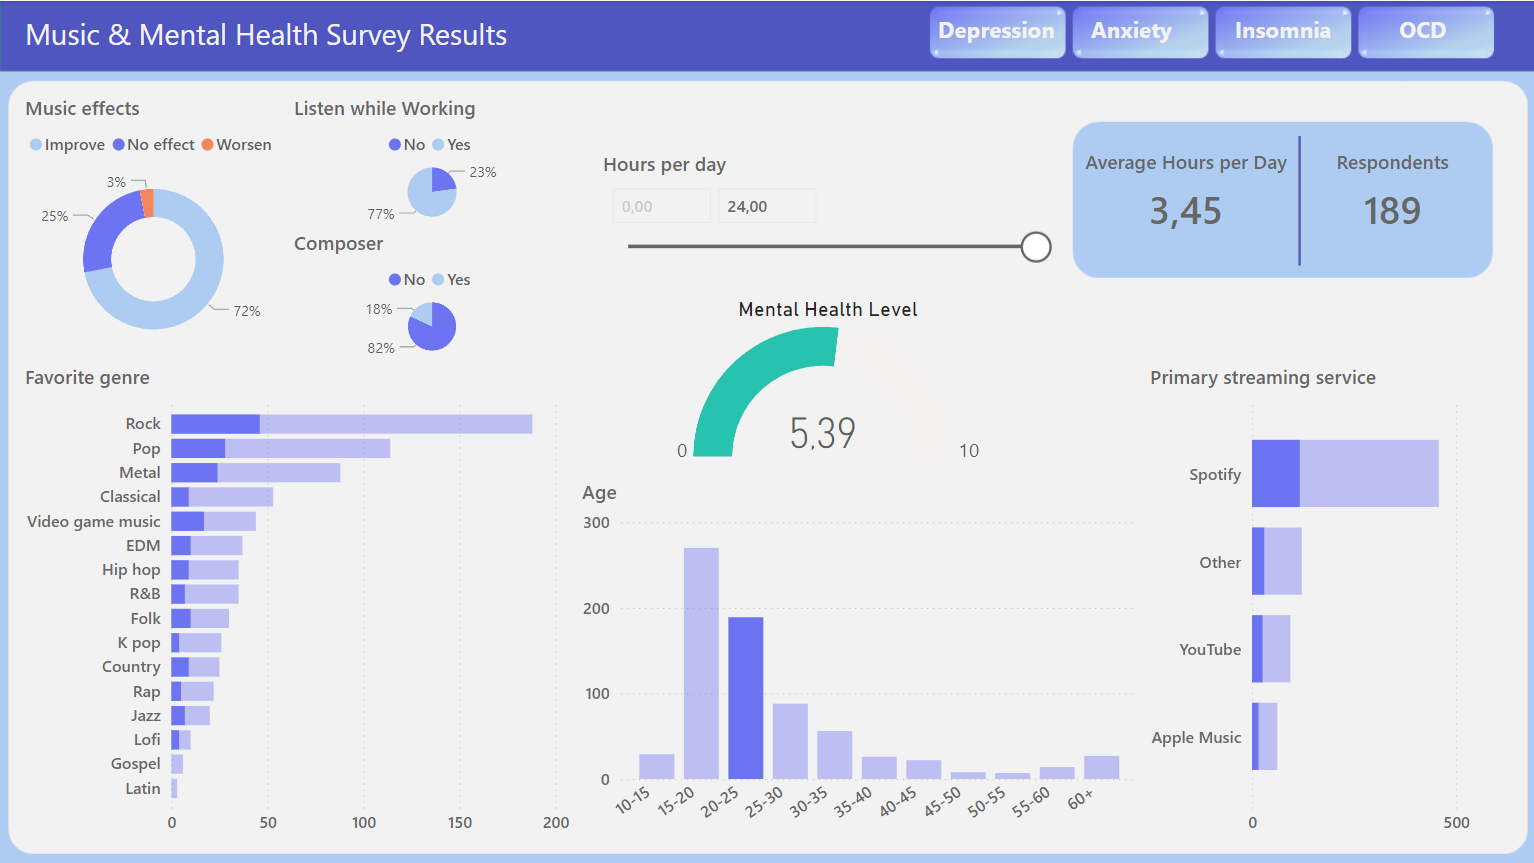 Music & Mental Health Survey Results
Depression
Anxiety
Insomnia
OCD
Music effects
Improve No effect Worsen
3%
25%
72%
Listen while Working
No Yes
23%
77%
Composer
No Yes
18%
82%
Hours per day
0,00
24,00
Average Hours per Day
3,45
Respondents
189
Mental Health Level
5,39
0
10
Favorite genre
Rock
Pop
Metal
Classical
Video game music
EDM
Hip hop
R&B
Folk
K pop
Country
Rap
Jazz
Lofi
Gospel
Latin
0 50 100 150 200
Age
300
200
100
0
10-15 15-20 20-25 25-30 30-35 35-40 40-45 45-50 50-55 55-60 60+
Primary streaming service
Spotify
Other
YouTube
Apple Music
0 500